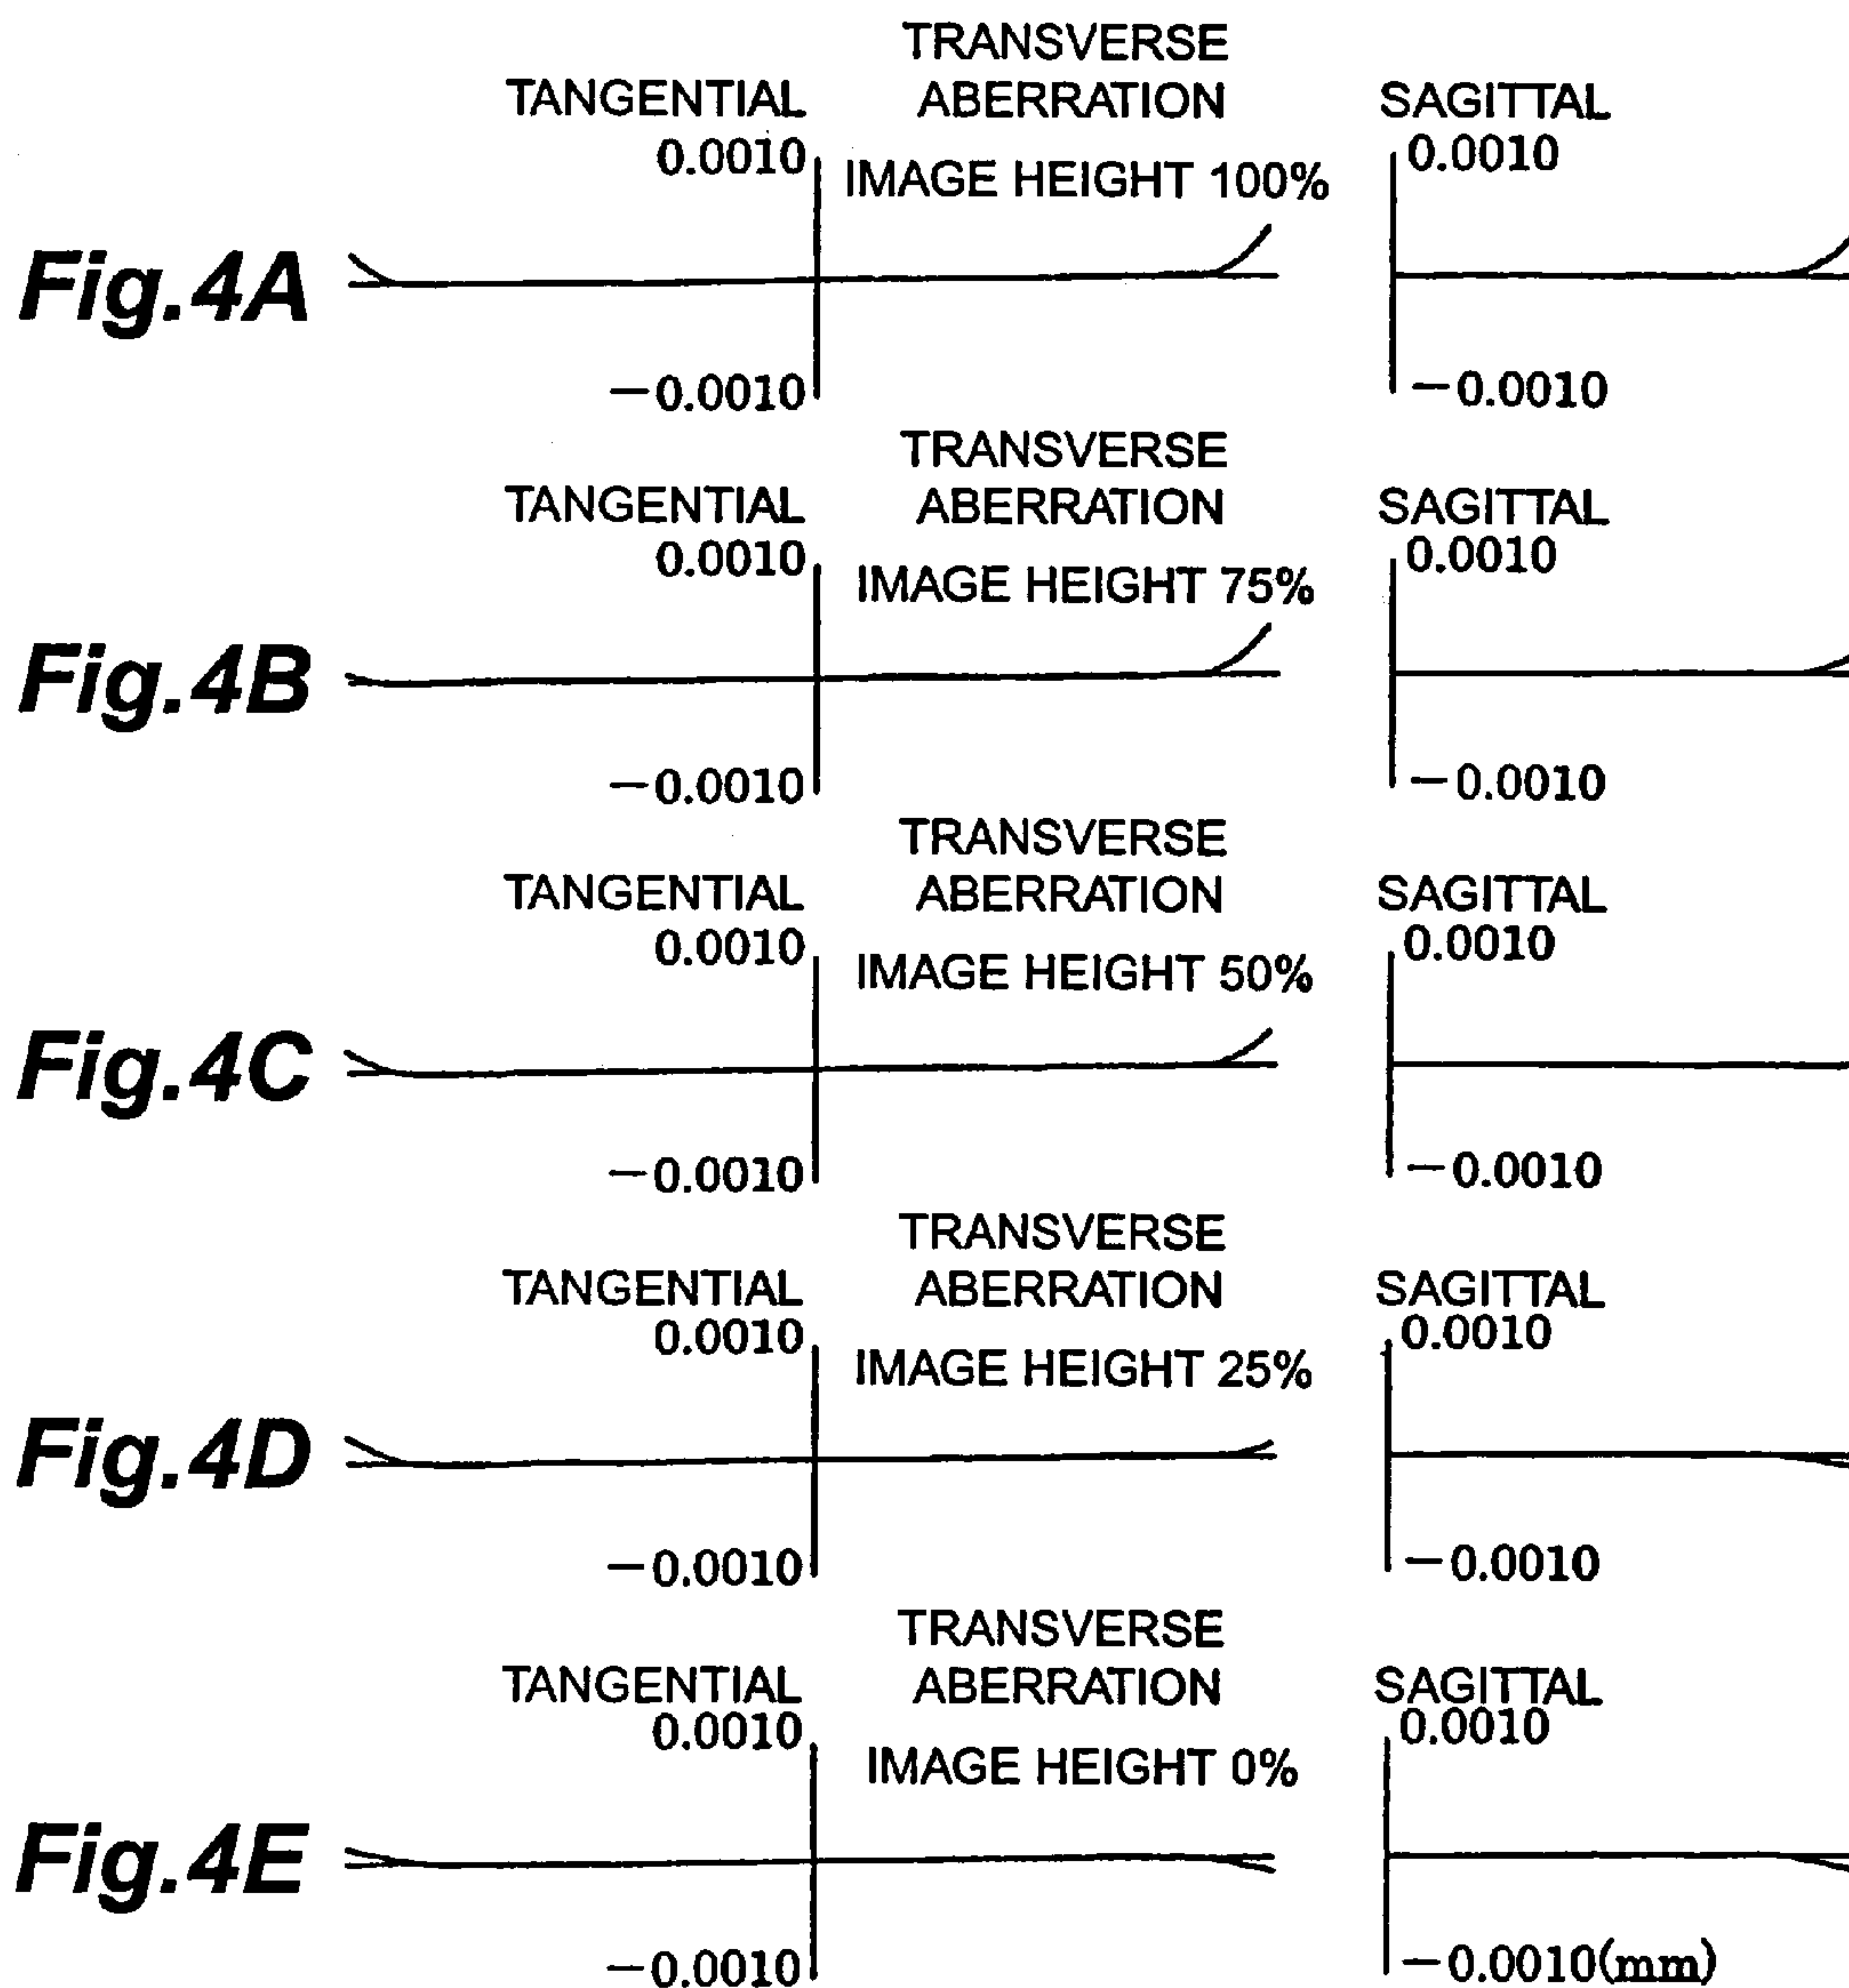 TRANSVERSE
TANGENTIAL ABERRATION SAGITTAL
0.0010 IMAGE HEIGHT 100% 0.0010
Fig.4A
−0.0010 −0.0010
TRANSVERSE
TANGENTIAL ABERRATION SAGITTAL
0.0010 IMAGE HEIGHT 75% 0.0010
Fig.4B
−0.0010 −0.0010
TRANSVERSE
TANGENTIAL ABERRATION SAGITTAL
0.0010 IMAGE HEIGHT 50% 0.0010
Fig.4C
−0.0010 −0.0010
TRANSVERSE
TANGENTIAL ABERRATION SAGITTAL
0.0010 IMAGE HEIGHT 25% 0.0010
Fig.4D
−0.0010 −0.0010
TRANSVERSE
TANGENTIAL ABERRATION SAGITTAL
0.0010 IMAGE HEIGHT 0% 0.0010
Fig.4E
−0.0010 −0.0010(mm)